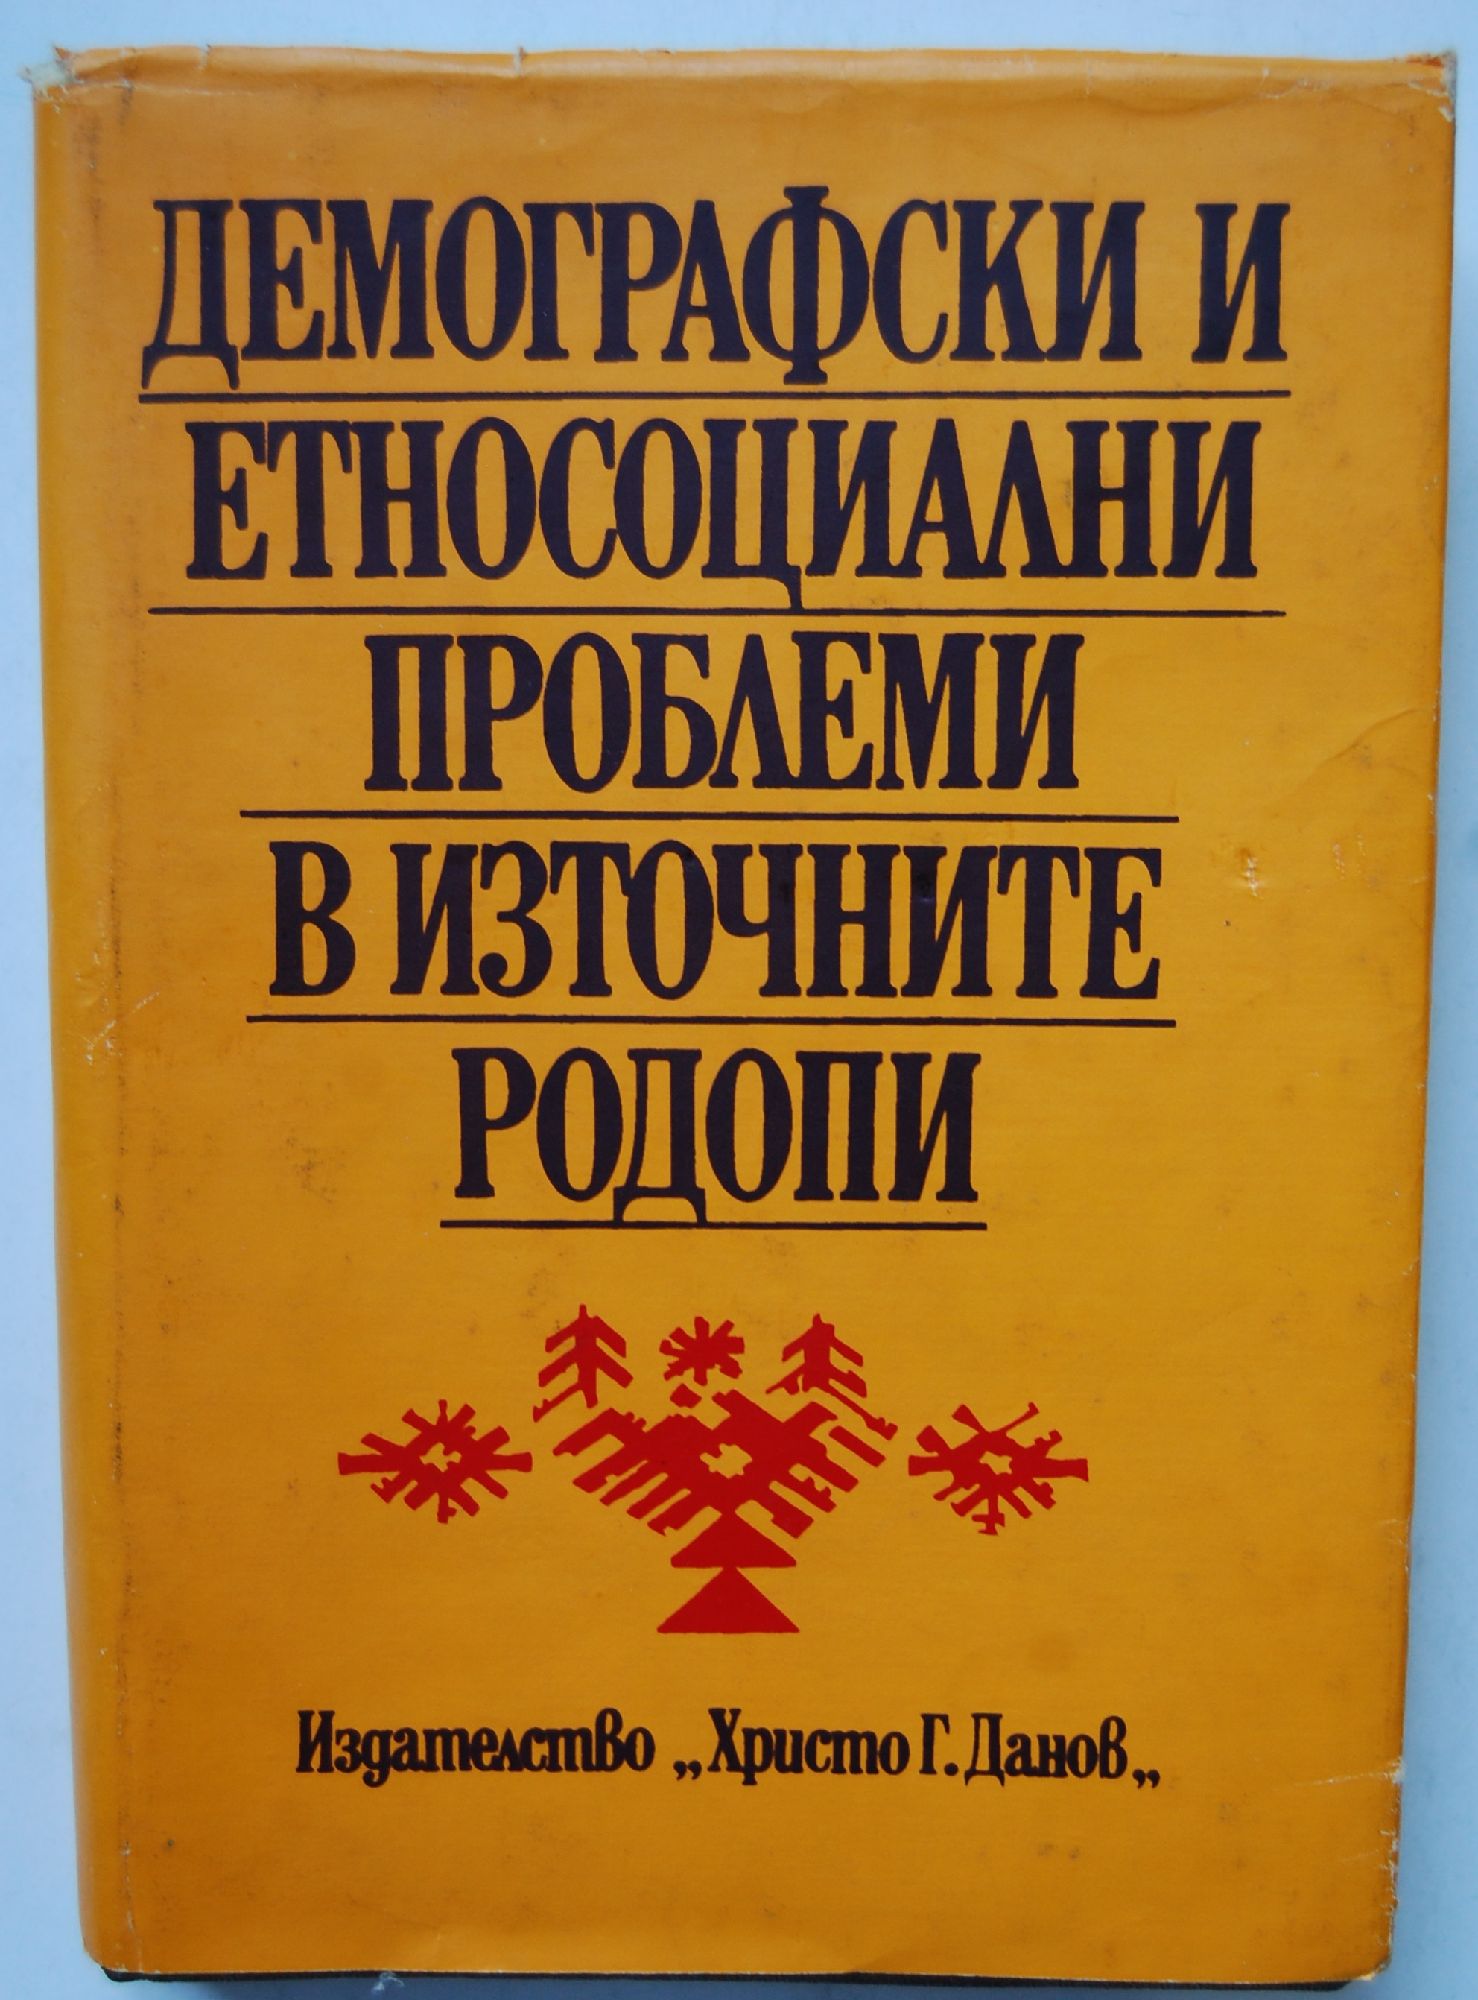 ДЕМОГРАФСКИ И
ЕТНОСОЦИАЛНИ
ПРОБЛЕМИ
В ИЗТОЧНИТЕ
РОДОПИ
Издателство „Христо Г. Данов„